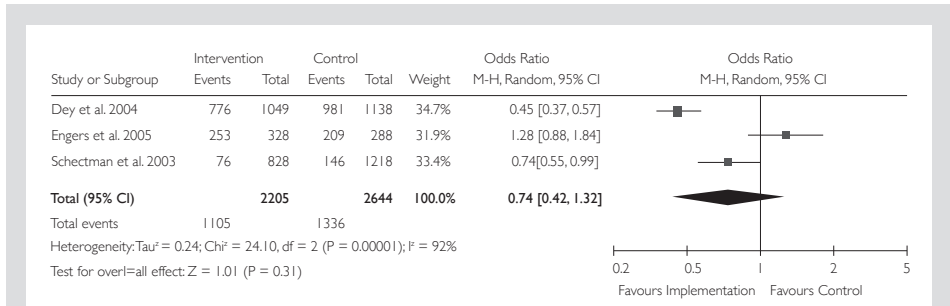 Intervention Control Odds Ratio Odds Ratio
Study or Subgroup Events Total Events Total Weight M-H, Random, 95% CI M-H, Random, 95% CI
Dey et al. 2004 776 1049 981 1138 34.7% 0.45 [0.37, 0.57]
Engers et al. 2005 253 328 209 288 31.9% 1.28 [0.88, 1.84]
Schectman et al. 2003 76 828 146 1218 33.4% 0.74[0.55, 0.99]
Total (95% CI) 2205 2644 100.0% 0.74 [0.42, 1.32]
Total events 1105 1336
Heterogeneity: Tau² = 0.24; Chi² = 24.10, df = 2 (P = 0.00001); I² = 92%
Test for overl=all effect: Z = 1.01 (P = 0.31)
0.2 0.5 1 2 5
Favours Implementation Favours Control